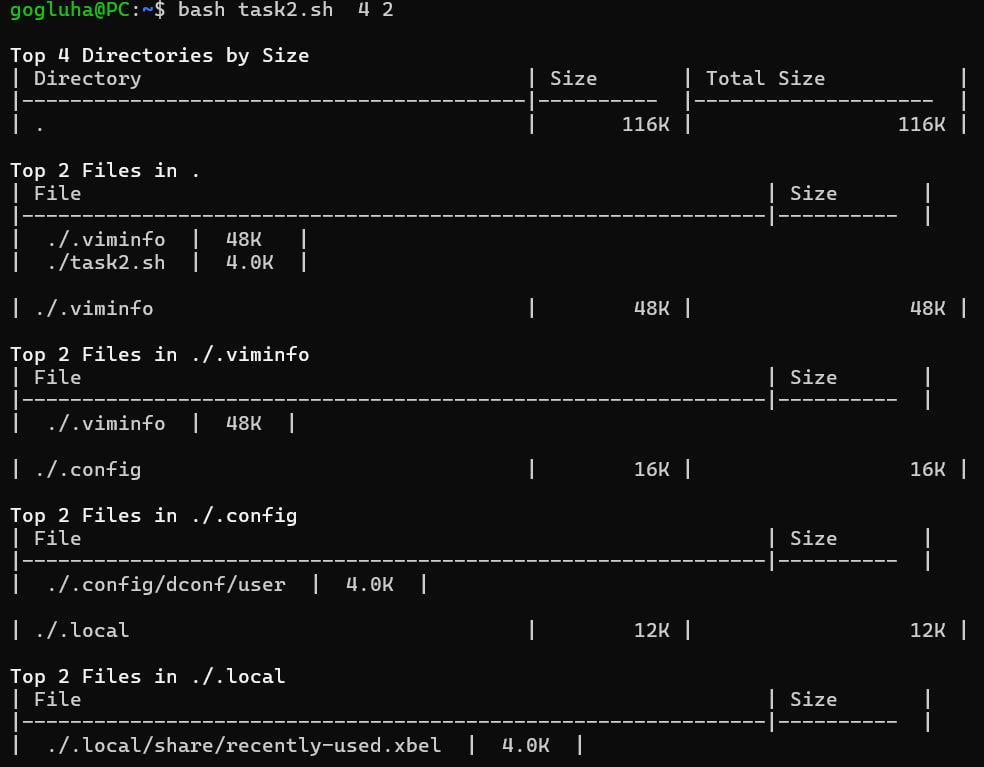 gogluha@PC:~$ bash task2.sh  4 2
Top 4 Directories by Size
| Directory                                | Size       | Total Size           |
|------------------------------------------|----------  |--------------------  |
| .                                        |       116K |                 116K |
Top 2 Files in .
| File                                                         | Size       |
|--------------------------------------------------------------|----------  |
|  ./.viminfo  |  48K   |
|  ./task2.sh  |  4.0K  |
| ./.viminfo                               |        48K |                  48K |
Top 2 Files in ./.viminfo
| File                                                         | Size       |
|--------------------------------------------------------------|----------  |
|  ./.viminfo  |  48K  |
| ./.config                                |        16K |                  16K |
Top 2 Files in ./.config
| File                                                         | Size       |
|--------------------------------------------------------------|----------  |
|  ./.config/dconf/user  |  4.0K  |
| ./.local                                 |        12K |                  12K |
Top 2 Files in ./.local
| File                                                         | Size       |
|--------------------------------------------------------------|----------  |
|  ./.local/share/recently-used.xbel  |  4.0K  |